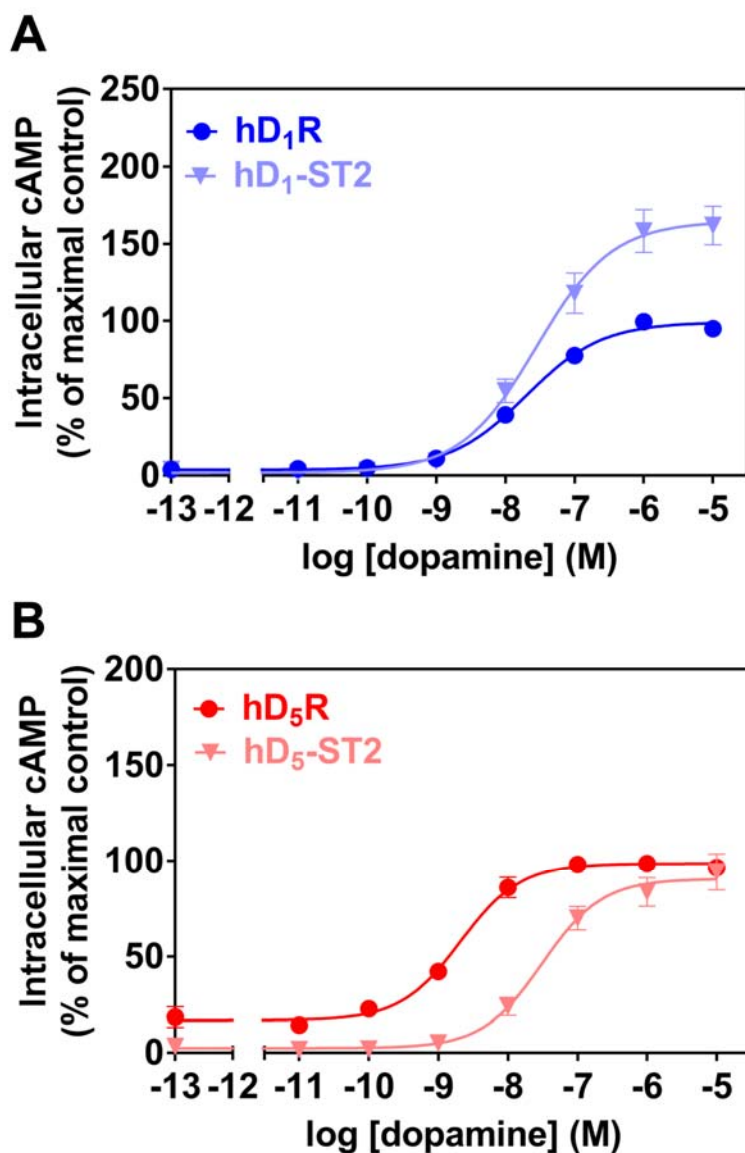 A
Intracellular cAMP
(% of maximal control)
250
200
150
100
50
0
hD₁R
hD₁-ST2
-13 -12 -11 -10 -9 -8 -7 -6 -5
log [dopamine] (M)
B
Intracellular cAMP
(% of maximal control)
200
150
100
50
0
hD₅R
hD₅-ST2
-13 -12 -11 -10 -9 -8 -7 -6 -5
log [dopamine] (M)